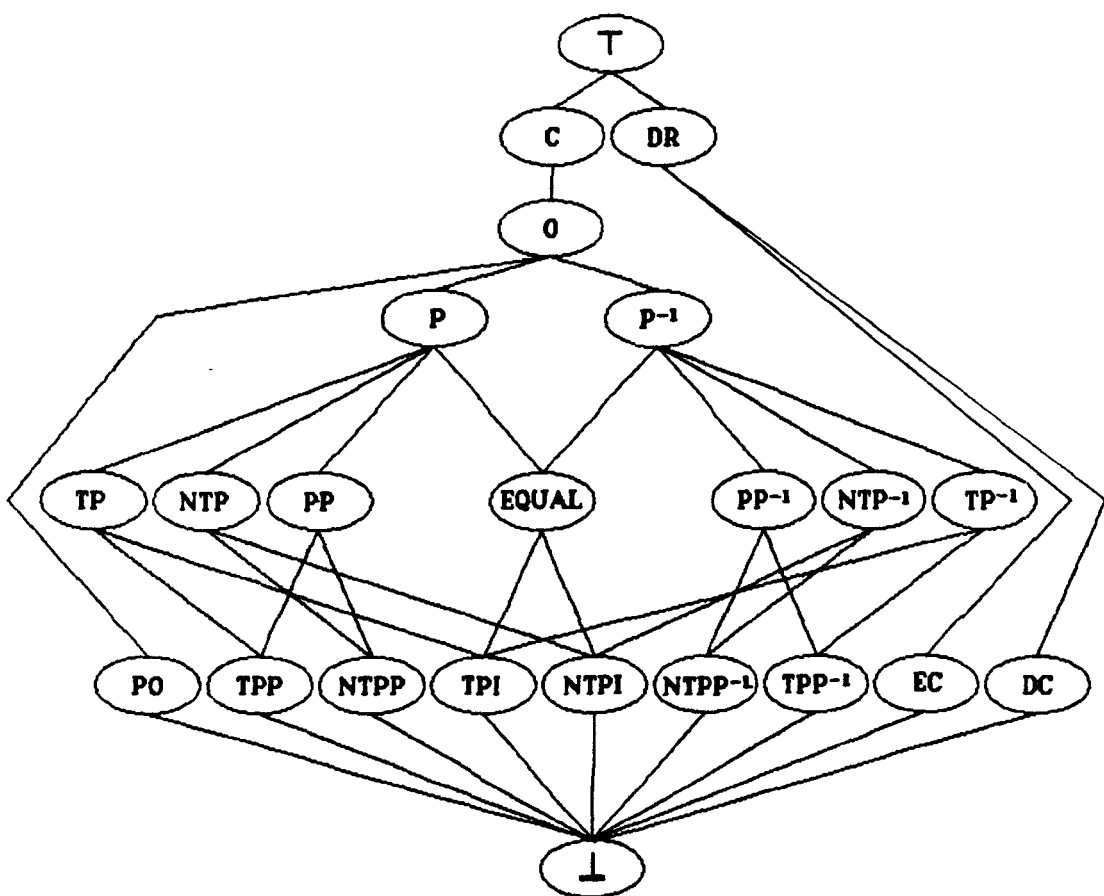 ⊤
C DR
O
P P-1
TP NTP PP EQUAL PP-1 NTP-1 TP-1
PO TPP NTPP TPI NTPI NTPP-1 TPP-1 EC DC
⊥